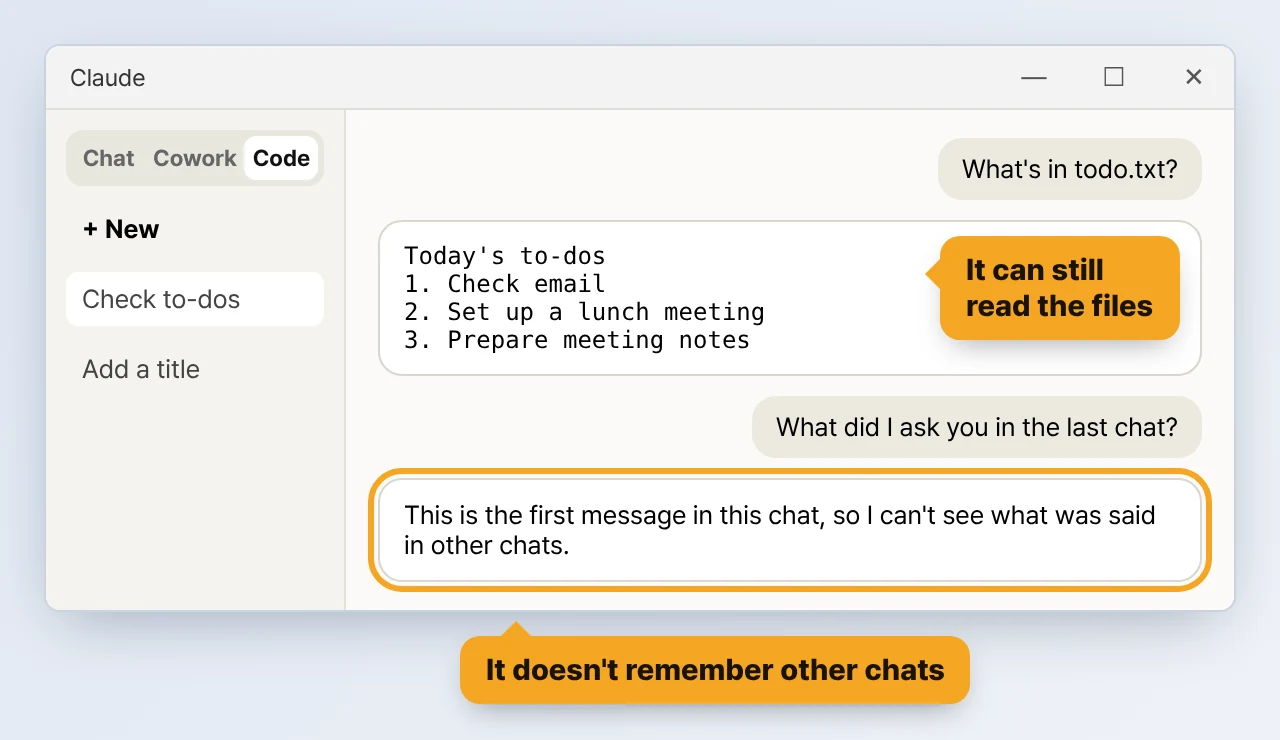 Claude
Chat Cowork Code
+ New
Check to-dos
Add a title
What's in todo.txt?
Today's to-dos
1. Check email
2. Set up a lunch meeting
3. Prepare meeting notes
It can still
read the files
What did I ask you in the last chat?
This is the first message in this chat, so I can't see what was said
in other chats.
It doesn't remember other chats